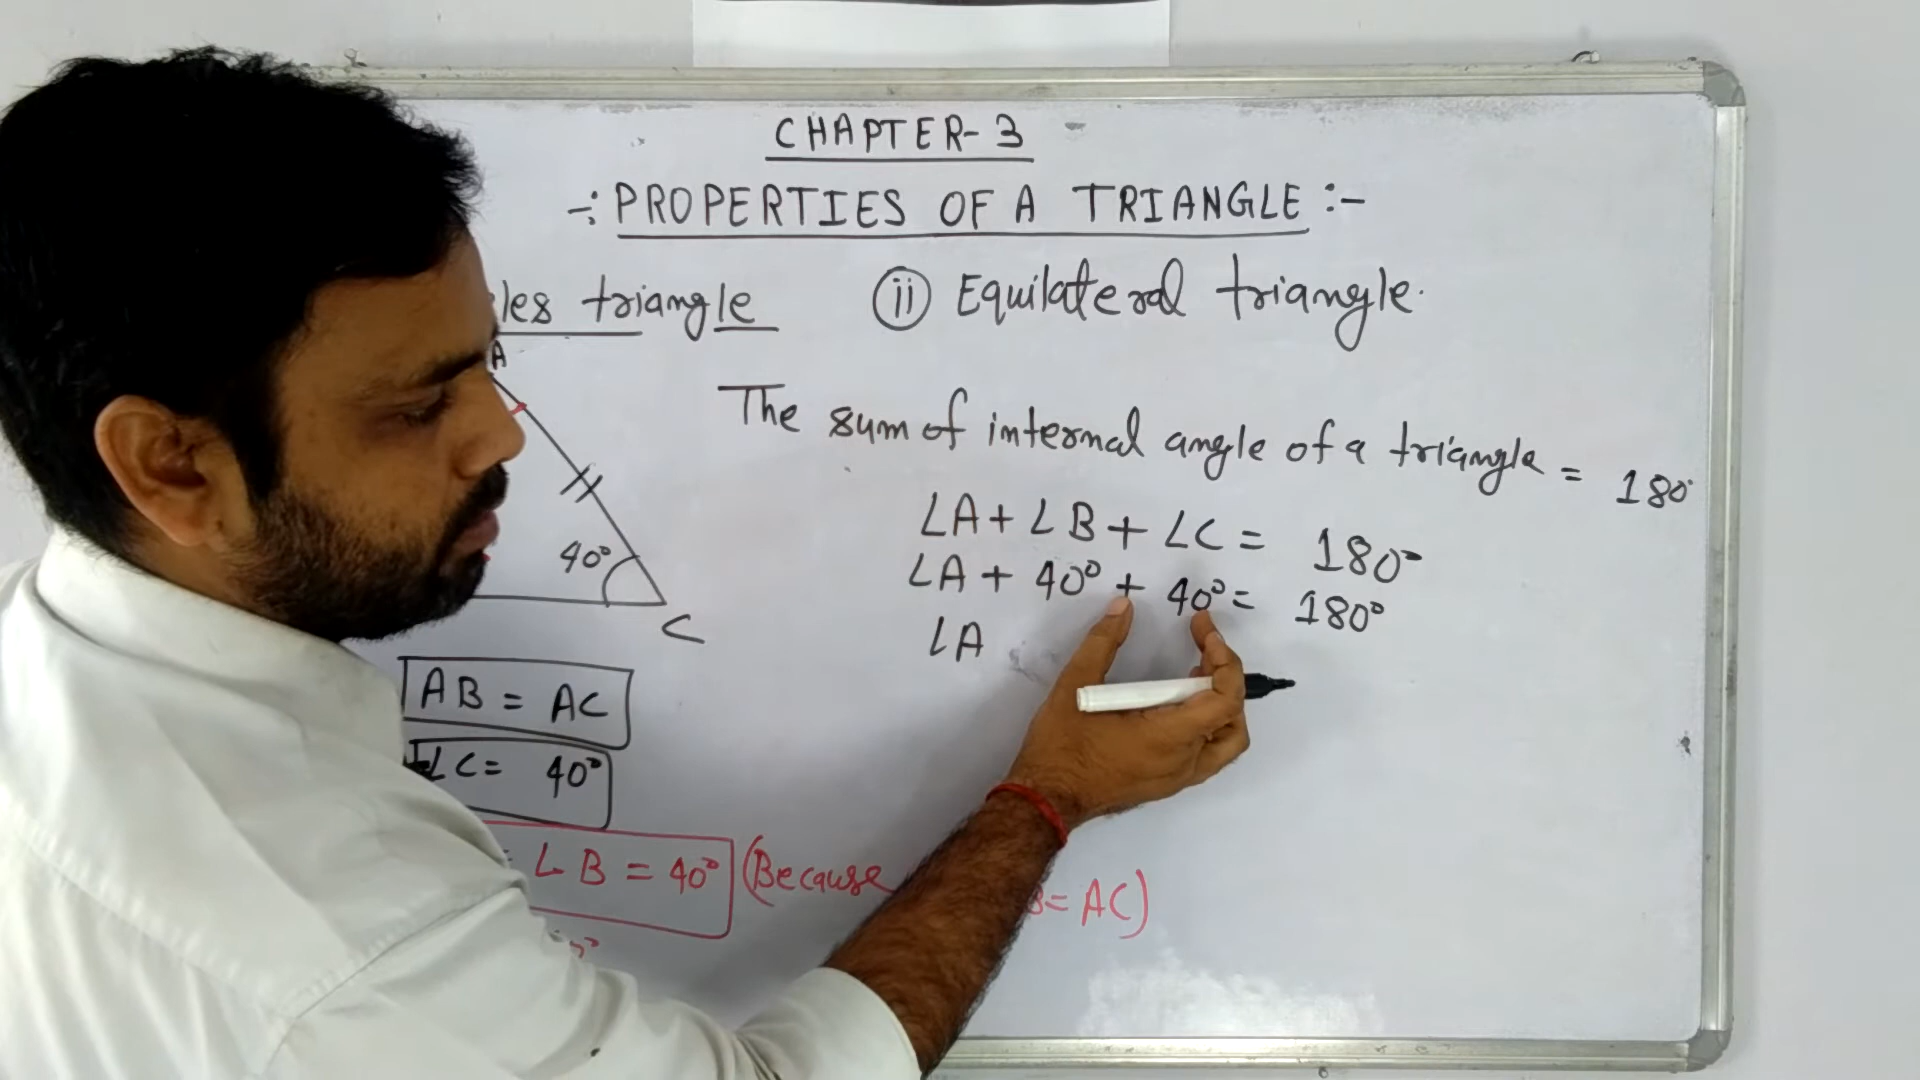 CHAPTER-3
-: PROPERTIES OF A TRIANGLE :-
les triangle
(ii) Equilateral triangle.
A
The sum of internal angle of a triangle = 180°
∠A + ∠B + ∠C = 180°
∠A + 40° + 40° = 180°
∠A
40°
C
AB = AC
∠C = 40°
= ∠B = 40° (Because B = AC)